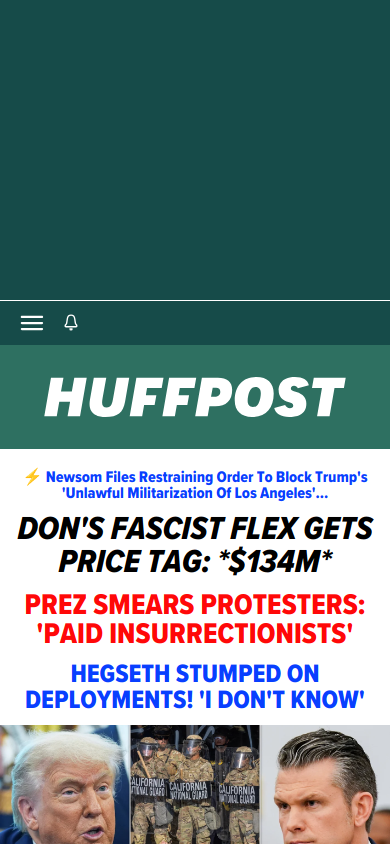 HUFFPOST
⚡ Newsom Files Restraining Order To Block Trump's
'Unlawful Militarization Of Los Angeles'...
DON'S FASCIST FLEX GETS
PRICE TAG: *$134M*
PREZ SMEARS PROTESTERS:
'PAID INSURRECTIONISTS'
HEGSETH STUMPED ON
DEPLOYMENTS! 'I DON'T KNOW'
CALIFORNIA
NATIONAL GUARD
CALIFORNIA
NATIONAL GUARD
CALIFORNIA
NATIONAL GUARD